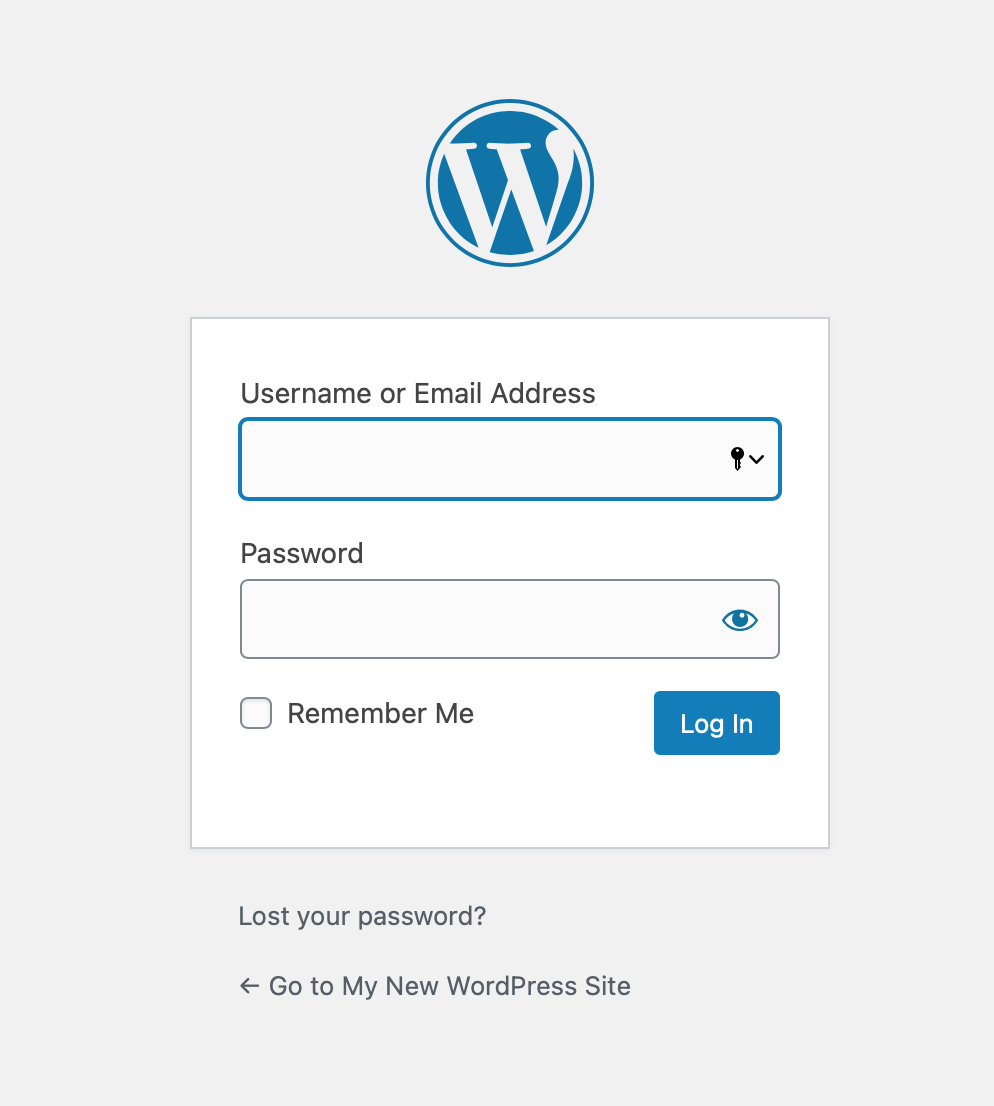 Username or Email Address
Password
Remember Me
Log In
Lost your password?
← Go to My New WordPress Site